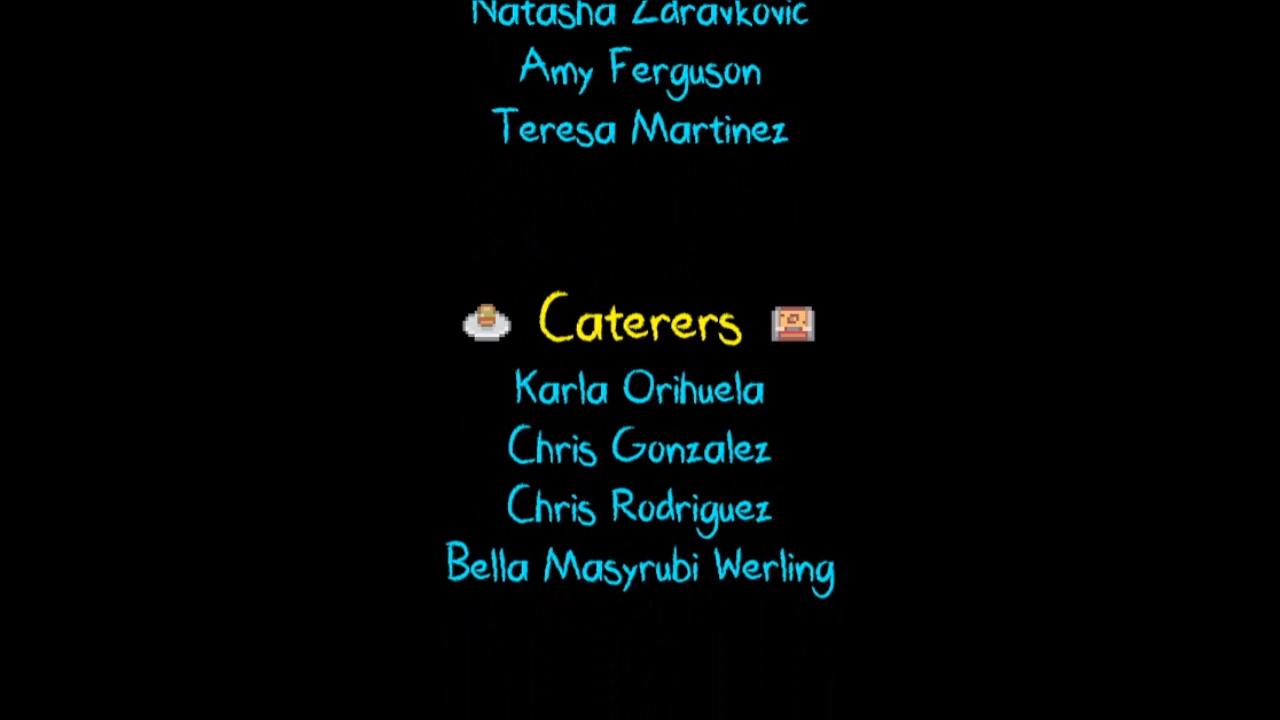 Natasha Zdravkovic
Amy Ferguson
Teresa Martinez
Caterers
Karla Orihuela
Chris Gonzalez
Chris Rodriguez
Bella Masyrubi Werling